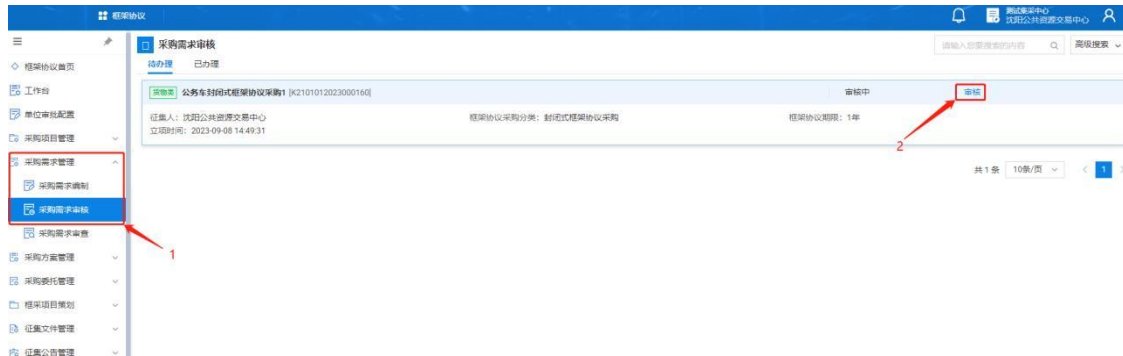 框架协议
测试集采中心
沈阳公共资源交易中心
采购需求审核
请输入您要搜索的内容
高级搜索
待办理
已办理
框架协议首页
工作台
单位审批配置
采购项目管理
采购需求管理
采购需求编制
采购需求审核
采购需求审查
采购方案管理
采购委托管理
框采项目策划
征集文件管理
征集公告管理
货物类 公务车封闭式框架协议采购1 [K2101012023000160]
审核中
审核
征集人：沈阳公共资源交易中心
框架协议采购分类：封闭式框架协议采购
框架协议期限：1年
立项时间：2023-09-08 14:49:31
2
共 1 条
10条/页
1
1